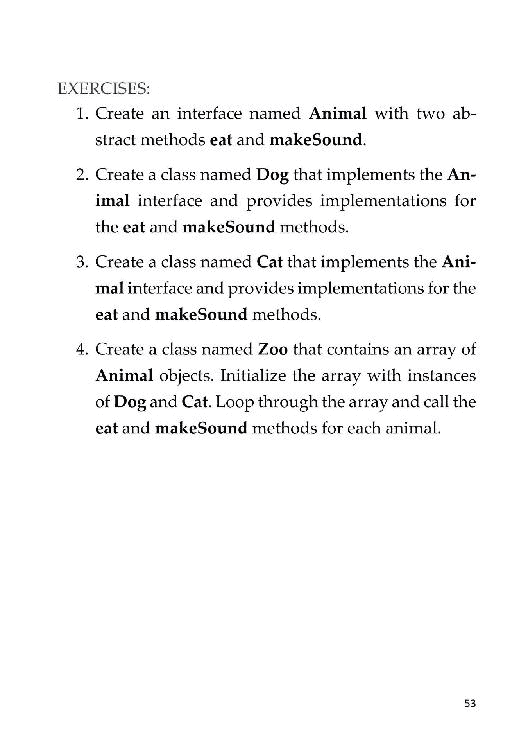 EXERCISES:
1. Create an interface named Animal with two ab-
stract methods eat and makeSound.
2. Create a class named Dog that implements the An-
imal interface and provides implementations for
the eat and makeSound methods.
3. Create a class named Cat that implements the Ani-
mal interface and provides implementations for the
eat and makeSound methods.
4. Create a class named Zoo that contains an array of
Animal objects. Initialize the array with instances
of Dog and Cat. Loop through the array and call the
eat and makeSound methods for each animal.
53